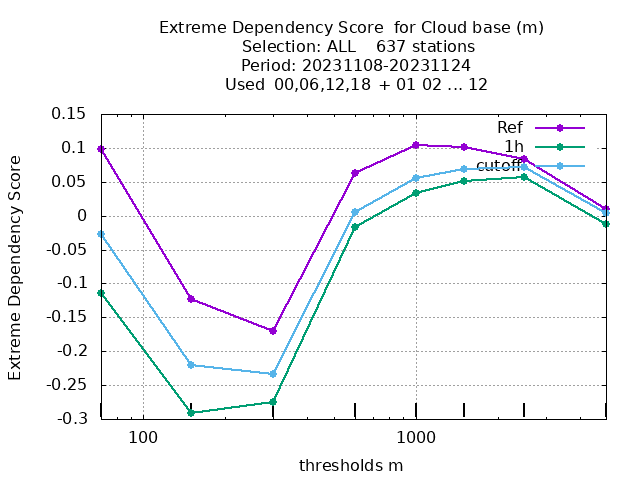 Extreme Dependency Score  for Cloud base (m)
Selection: ALL    637 stations
Period: 20231108-20231124
Used  00,06,12,18  + 01 02 ... 12
Extreme Dependency Score
0.15
0.1
0.05
0
-0.05
-0.1
-0.15
-0.2
-0.25
-0.3
Ref
1h
cutoff
100
1000
thresholds m